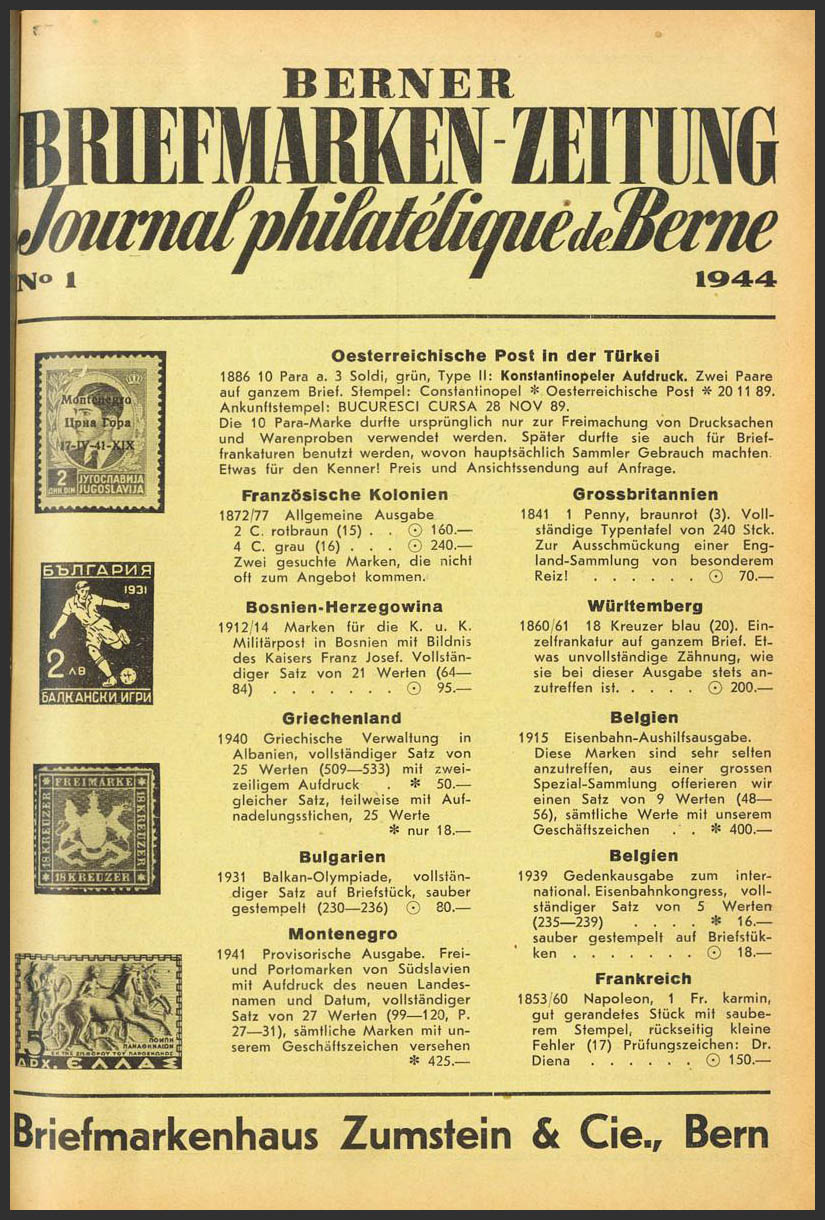 BERNER
BRIEFMARKEN-ZEITUNG
Journal philatélique de Berne
No 1 1944
Montenegro
Црна Гора
17-IV-41-XIX
2
ЈУГОСЛАВИЈА
JUGOSLAVIJA
БЪЛГАРИЯ
1931
2 ЛВ
БАЛКАНСКИ ИГРИ
FREIMARKE
18 KREUZER
18 KREUZER
18 KREUZER
5
ΔΡΧ. ΕΛΛΑΣ
Oesterreichische Post in der Türkei
1886 10 Para a. 3 Soldi, grün, Type II: Konstantinopeler Aufdruck. Zwei Paare
auf ganzem Brief. Stempel: Constantinopel * Oesterreichische Post * 20 11 89.
Ankunftstempel: BUCURESCI CURSA 28 NOV 89.
Die 10 Para-Marke durfte ursprünglich nur zur Freimachung von Drucksachen
und Warenproben verwendet werden. Später durfte sie auch für Brief-
frankaturen benutzt werden, wovon hauptsächlich Sammler Gebrauch machten.
Etwas für den Kenner! Preis und Ansichtssendung auf Anfrage.
Französische Kolonien
1872/77 Allgemeine Ausgabe
2 C. rotbraun (15) . . ⊙ 160.—
4 C. grau (16) . . . ⊙ 240.—
Zwei gesuchte Marken, die nicht
oft zum Angebot kommen.
Bosnien-Herzegowina
1912/14 Marken für die K. u. K.
Militärpost in Bosnien mit Bildnis
des Kaisers Franz Josef. Vollstän-
diger Satz von 21 Werten (64—
84) . . . . . . . ⊙ 95.—
Griechenland
1940 Griechische Verwaltung in
Albanien, vollständiger Satz von
25 Werten (509—533) mit zwei-
zeiligem Aufdruck . * 50.—
gleicher Satz, teilweise mit Auf-
nadelungsstichen, 25 Werte
* nur 18.—
Bulgarien
1931 Balkan-Olympiade, vollstän-
diger Satz auf Briefstück, sauber
gestempelt (230—236) ⊙ 80.—
Montenegro
1941 Provisorische Ausgabe. Frei-
und Portomarken von Südslavien
mit Aufdruck des neuen Landes-
namen und Datum, vollständiger
Satz von 27 Werten (99—120, P.
27—31), sämtliche Marken mit un-
serem Geschäftszeichen versehen
* 425.—
Grossbritannien
1841 1 Penny, braunrot (3). Voll-
ständige Typentafel von 240 Stck.
Zur Ausschmückung einer Eng-
land-Sammlung von besonderem
Reiz! . . . . . . ⊙ 70.—
Württemberg
1860/61 18 Kreuzer blau (20). Ein-
zelfrankatur auf ganzem Brief. Et-
was unvollständige Zähnung, wie
sie bei dieser Ausgabe stets an-
zutreffen ist. . . . . ⊙ 200.—
Belgien
1915 Eisenbahn-Aushilfsausgabe.
Diese Marken sind sehr selten
anzutreffen, aus einer grossen
Spezial-Sammlung offerieren wir
einen Satz von 9 Werten (48—
56), sämtliche Werte mit unserem
Geschäftszeichen . . * 400.—
Belgien
1939 Gedenkausgabe zum inter-
national. Eisenbahnkongress, voll-
ständiger Satz von 5 Werten
(235—239) . . . . * 16.—
sauber gestempelt auf Briefstük-
ken . . . . . . . ⊙ 18.—
Frankreich
1853/60 Napoleon, 1 Fr. karmin,
gut gerandetes Stück mit saube-
rem Stempel, rückseitig kleine
Fehler (17) Prüfungszeichen: Dr.
Diena . . . . . . ⊙ 150.—
Briefmarkenhaus Zumstein & Cie., Bern